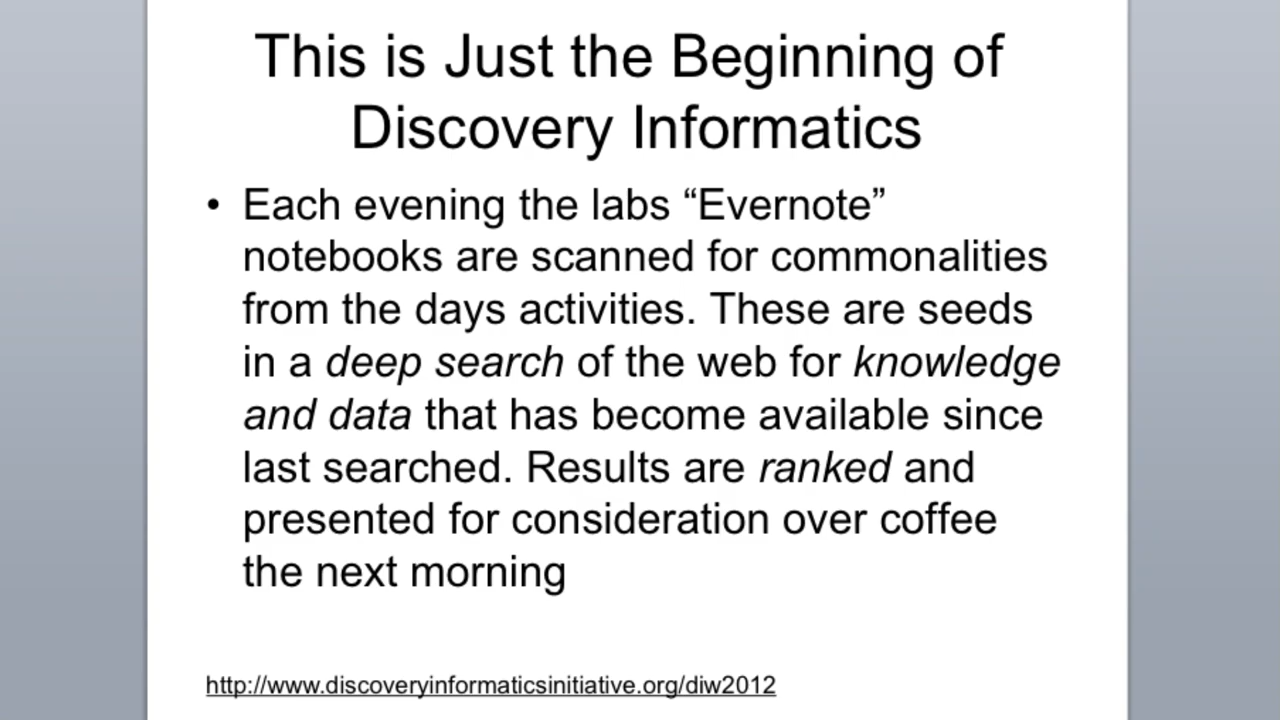 This is Just the Beginning of
Discovery Informatics
• Each evening the labs “Evernote”
notebooks are scanned for commonalities
from the days activities. These are seeds
in a deep search of the web for knowledge
and data that has become available since
last searched. Results are ranked and
presented for consideration over coffee
the next morning
http://www.discoveryinformaticsinitiative.org/diw2012